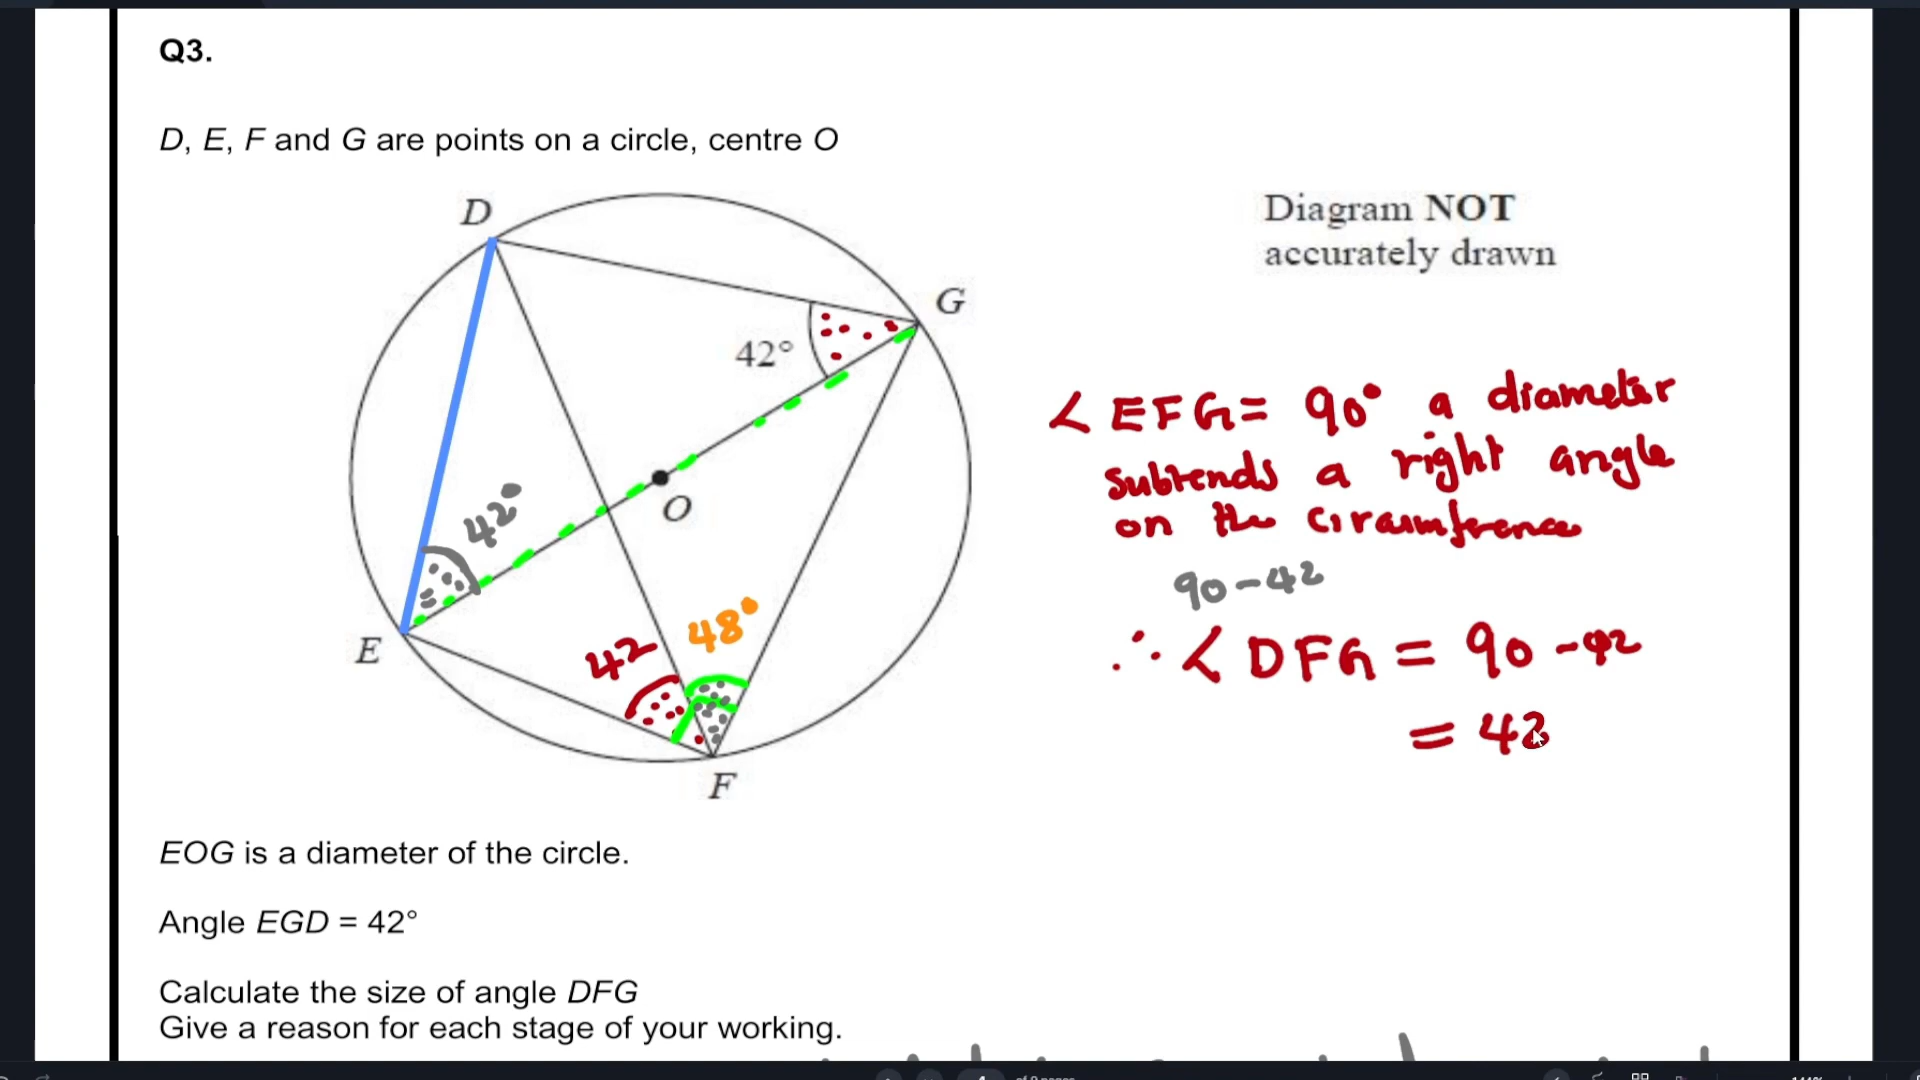 Q3.
D, E, F and G are points on a circle, centre O
D
Diagram NOT
accurately drawn
G
42°
∠EFG = 90° a diameter
subtends a right angle
on the circumference
O
42°
90-42
E
42
48°
∴ ∠DFG = 90-42
= 42
F
EOG is a diameter of the circle.
Angle EGD = 42°
Calculate the size of angle DFG
Give a reason for each stage of your working.